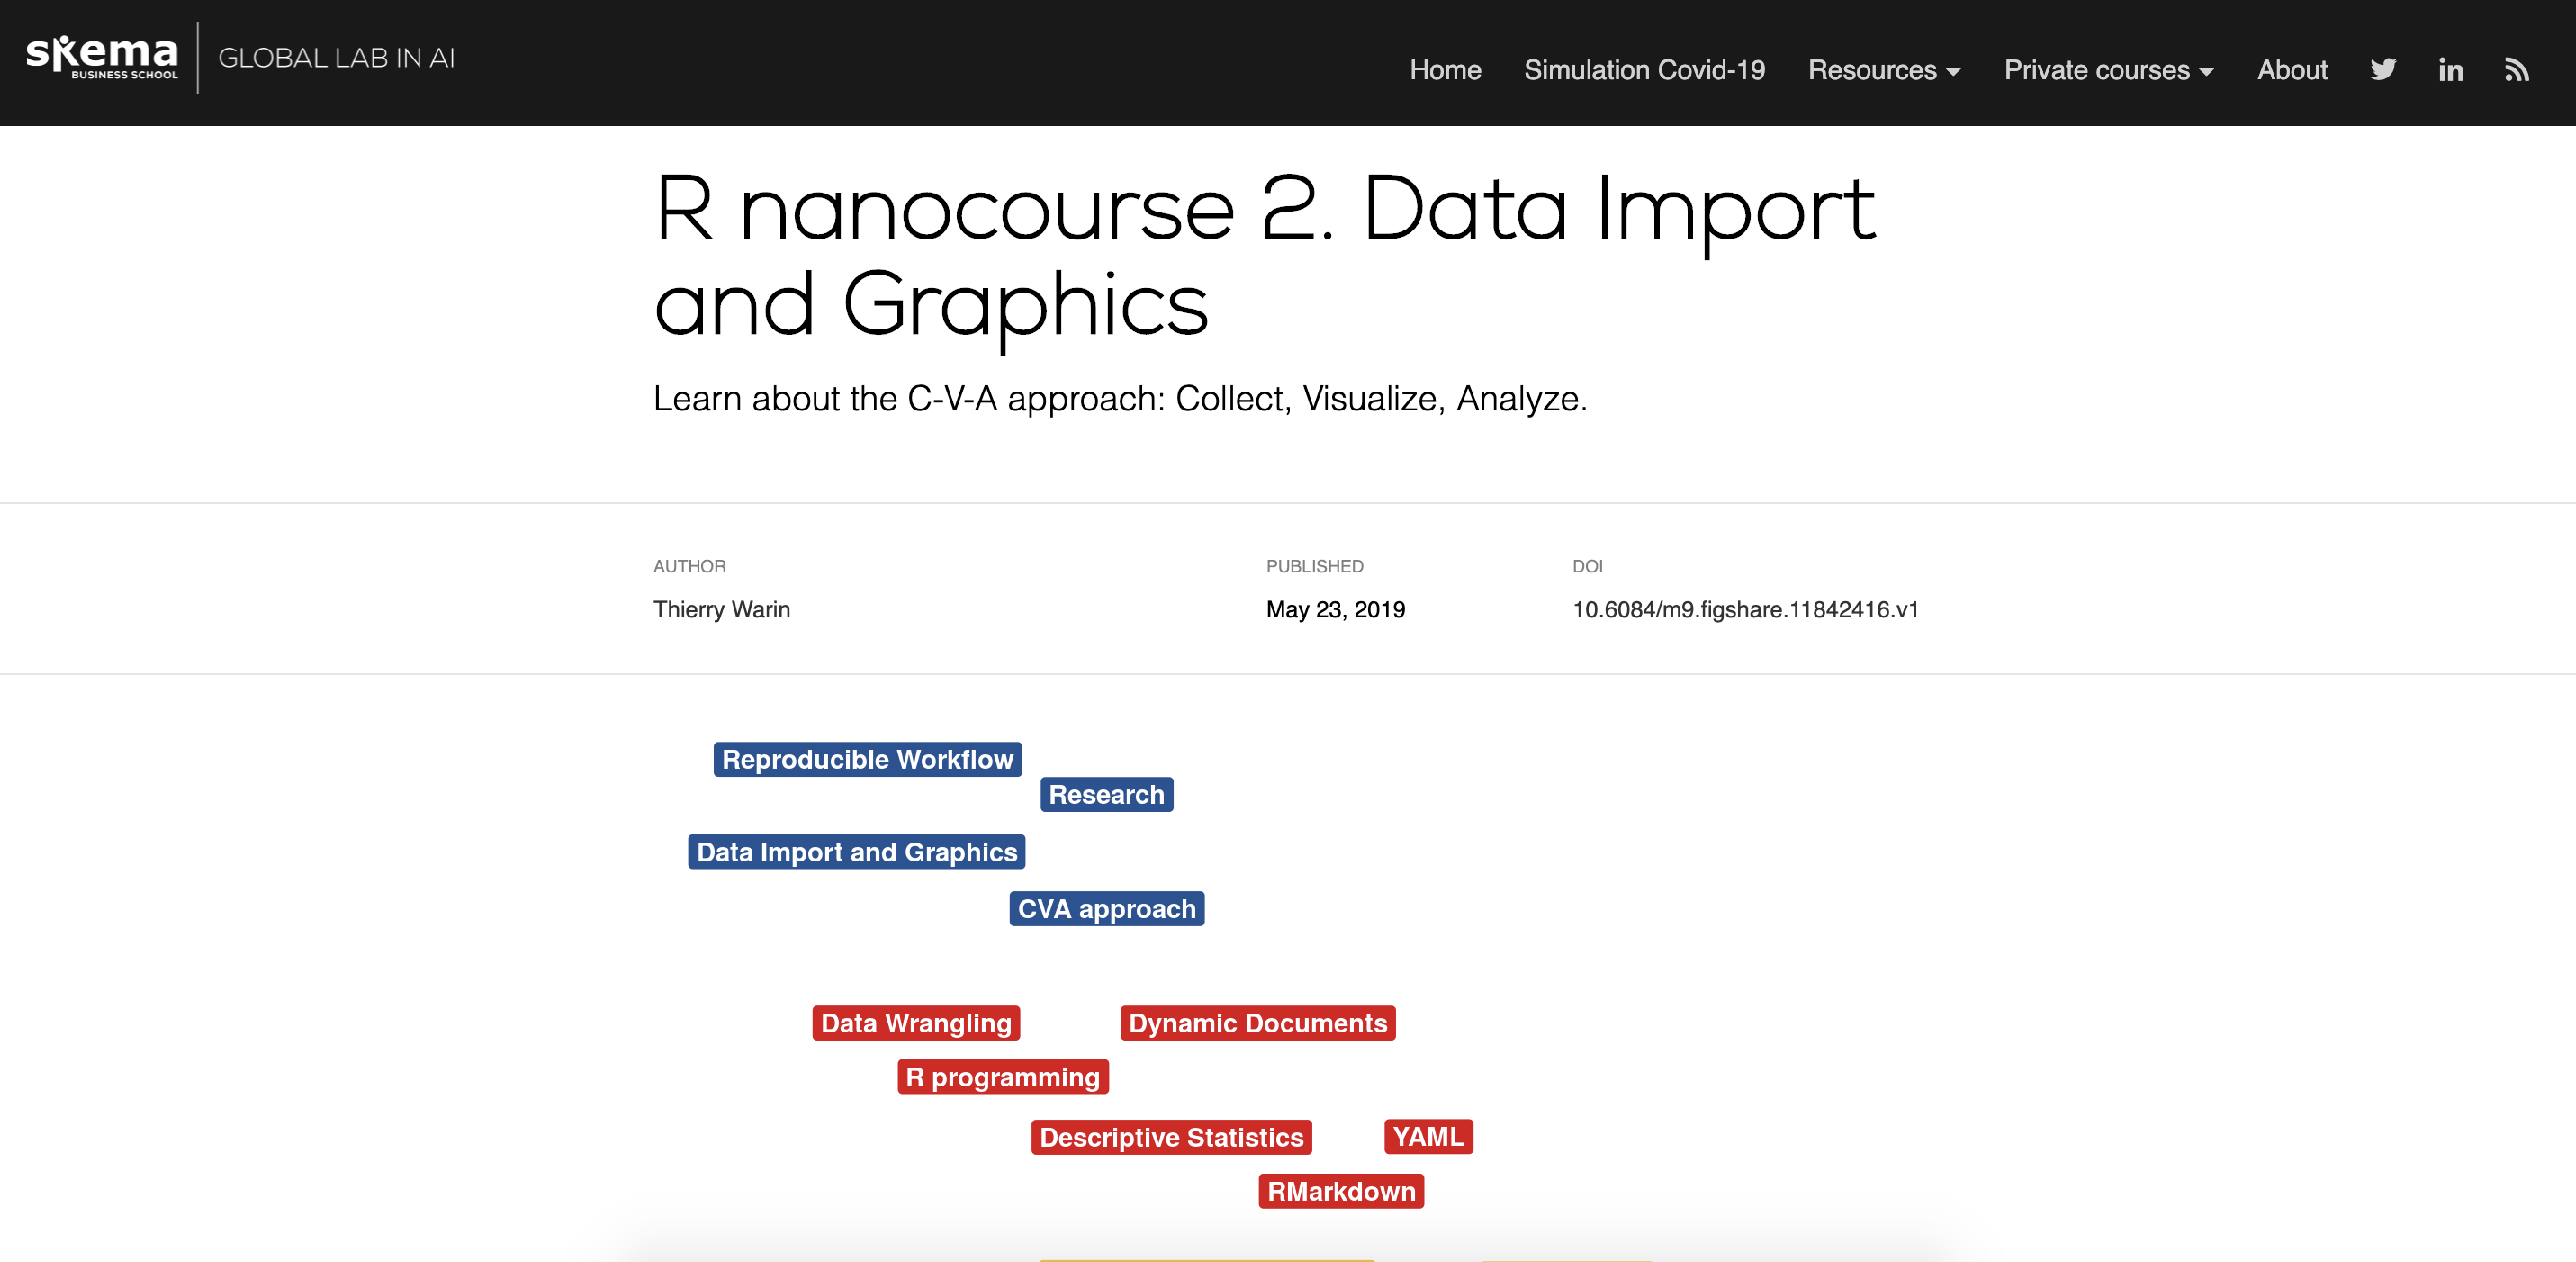 skema
BUSINESS SCHOOL
GLOBAL LAB IN AI
Home Simulation Covid-19 Resources Private courses About
R nanocourse 2. Data Import
and Graphics
Learn about the C-V-A approach: Collect, Visualize, Analyze.
AUTHOR PUBLISHED DOI
Thierry Warin May 23, 2019 10.6084/m9.figshare.11842416.v1
Reproducible Workflow
Research
Data Import and Graphics
CVA approach
Data Wrangling Dynamic Documents
R programming
Descriptive Statistics YAML
RMarkdown